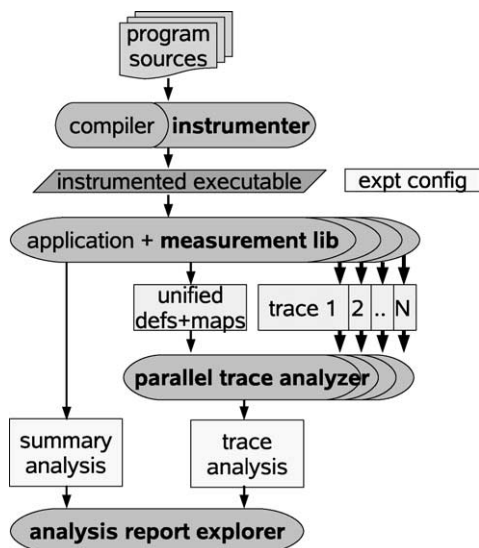 program
sources
compiler instrumenter
instrumented executable
expt config
application + measurement lib
unified
defs+maps
trace 1 2 .. N
parallel trace analyzer
summary
analysis
trace
analysis
analysis report explorer